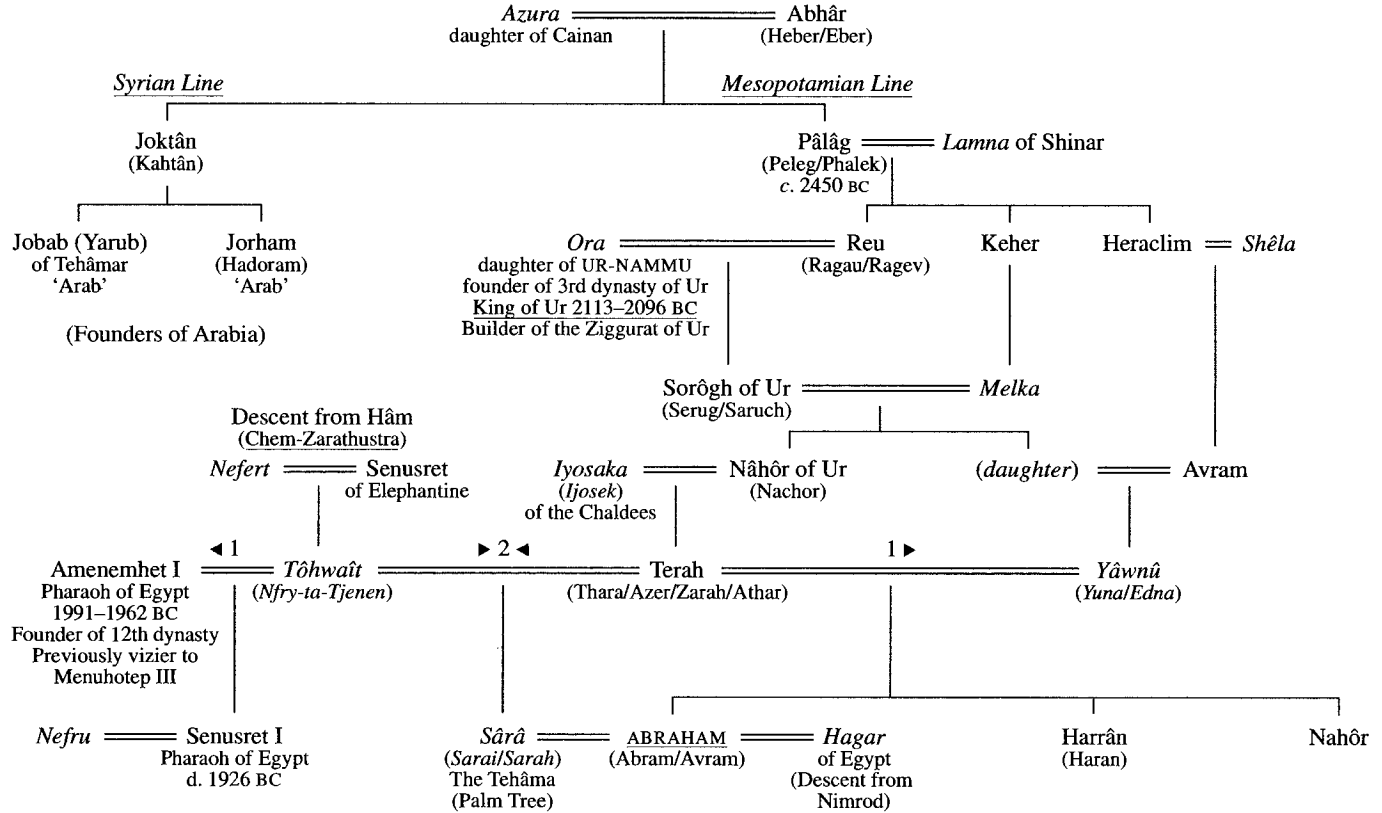 Azura Abhâr
daughter of Cainan (Heber/Eber)
Syrian Line Mesopotamian Line
Joktân
(Kahtân)
Pâlâg Lamna of Shinar
(Peleg/Phalek)
c. 2450 BC
Jobab (Yarub)
of Tehâmar
‘Arab’
Jorham
(Hadoram)
‘Arab’
(Founders of Arabia)
Ora
daughter of UR-NAMMU
founder of 3rd dynasty of Ur
King of Ur 2113–2096 BC
Builder of the Ziggurat of Ur
Reu
(Ragau/Ragev)
Keher
Heraclim Shêla
Sorôgh of Ur Melka
(Serug/Saruch)
Descent from Hâm
(Chem-Zarathustra)
Nefert Senusret
of Elephantine
Iyosaka
(Ijosek)
of the Chaldees
Nâhôr of Ur
(Nachor)
(daughter) Avram
◄ 1 ► 2 ◄ 1 ►
Amenemhet I
Pharaoh of Egypt
1991–1962 BC
Founder of 12th dynasty
Previously vizier to
Menuhotep III
Tôhwaît
(Nfry-ta-Tjenen)
Terah
(Thara/Azer/Zarah/Athar)
Yâwnû
(Yuna/Edna)
Nefru Senusret I
Pharaoh of Egypt
d. 1926 BC
Sârâ
(Sarai/Sarah)
The Tehâma
(Palm Tree)
ABRAHAM
(Abram/Avram)
Hagar
of Egypt
(Descent from
Nimrod)
Harrân
(Haran)
Nahôr